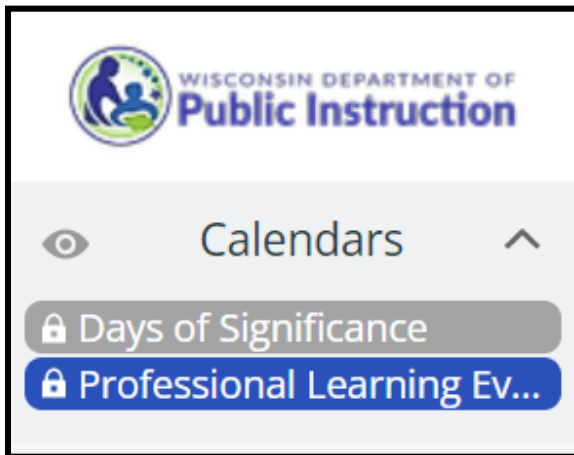 WISCONSIN DEPARTMENT OF
Public Instruction
Calendars
Days of Significance
Professional Learning Ev...